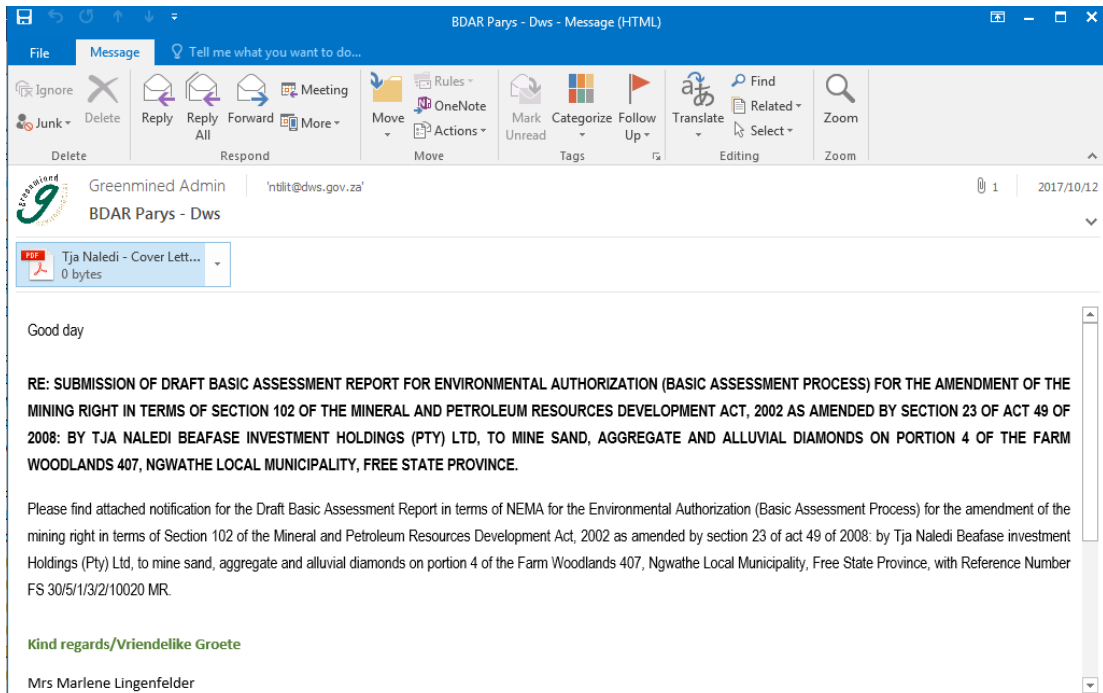 BDAR Parys - Dws - Message (HTML)
File Message Tell me what you want to do...
Ignore
Junk
Delete
Reply
Reply All
Forward
Meeting
More
Move
Rules
OneNote
Actions
Mark Unread
Categorize
Follow Up
Translate
Find
Related
Select
Zoom
Delete Respond Move Tags Editing Zoom
greenmined
g
Greenmined Admin 'ntilit@dws.gov.za' 1 2017/10/12
BDAR Parys - Dws
PDF
Tja Naledi - Cover Lett...
0 bytes
Good day
RE: SUBMISSION OF DRAFT BASIC ASSESSMENT REPORT FOR ENVIRONMENTAL AUTHORIZATION (BASIC ASSESSMENT PROCESS) FOR THE AMENDMENT OF THE
MINING RIGHT IN TERMS OF SECTION 102 OF THE MINERAL AND PETROLEUM RESOURCES DEVELOPMENT ACT, 2002 AS AMENDED BY SECTION 23 OF ACT 49 OF
2008: BY TJA NALEDI BEAFASE INVESTMENT HOLDINGS (PTY) LTD, TO MINE SAND, AGGREGATE AND ALLUVIAL DIAMONDS ON PORTION 4 OF THE FARM
WOODLANDS 407, NGWATHE LOCAL MUNICIPALITY, FREE STATE PROVINCE.
Please find attached notification for the Draft Basic Assessment Report in terms of NEMA for the Environmental Authorization (Basic Assessment Process) for the amendment of the
mining right in terms of Section 102 of the Mineral and Petroleum Resources Development Act, 2002 as amended by section 23 of act 49 of 2008: by Tja Naledi Beafase investment
Holdings (Pty) Ltd, to mine sand, aggregate and alluvial diamonds on portion 4 of the Farm Woodlands 407, Ngwathe Local Municipality, Free State Province, with Reference Number
FS 30/5/1/3/2/10020 MR.
Kind regards/Vriendelike Groete
Mrs Marlene Lingenfelder